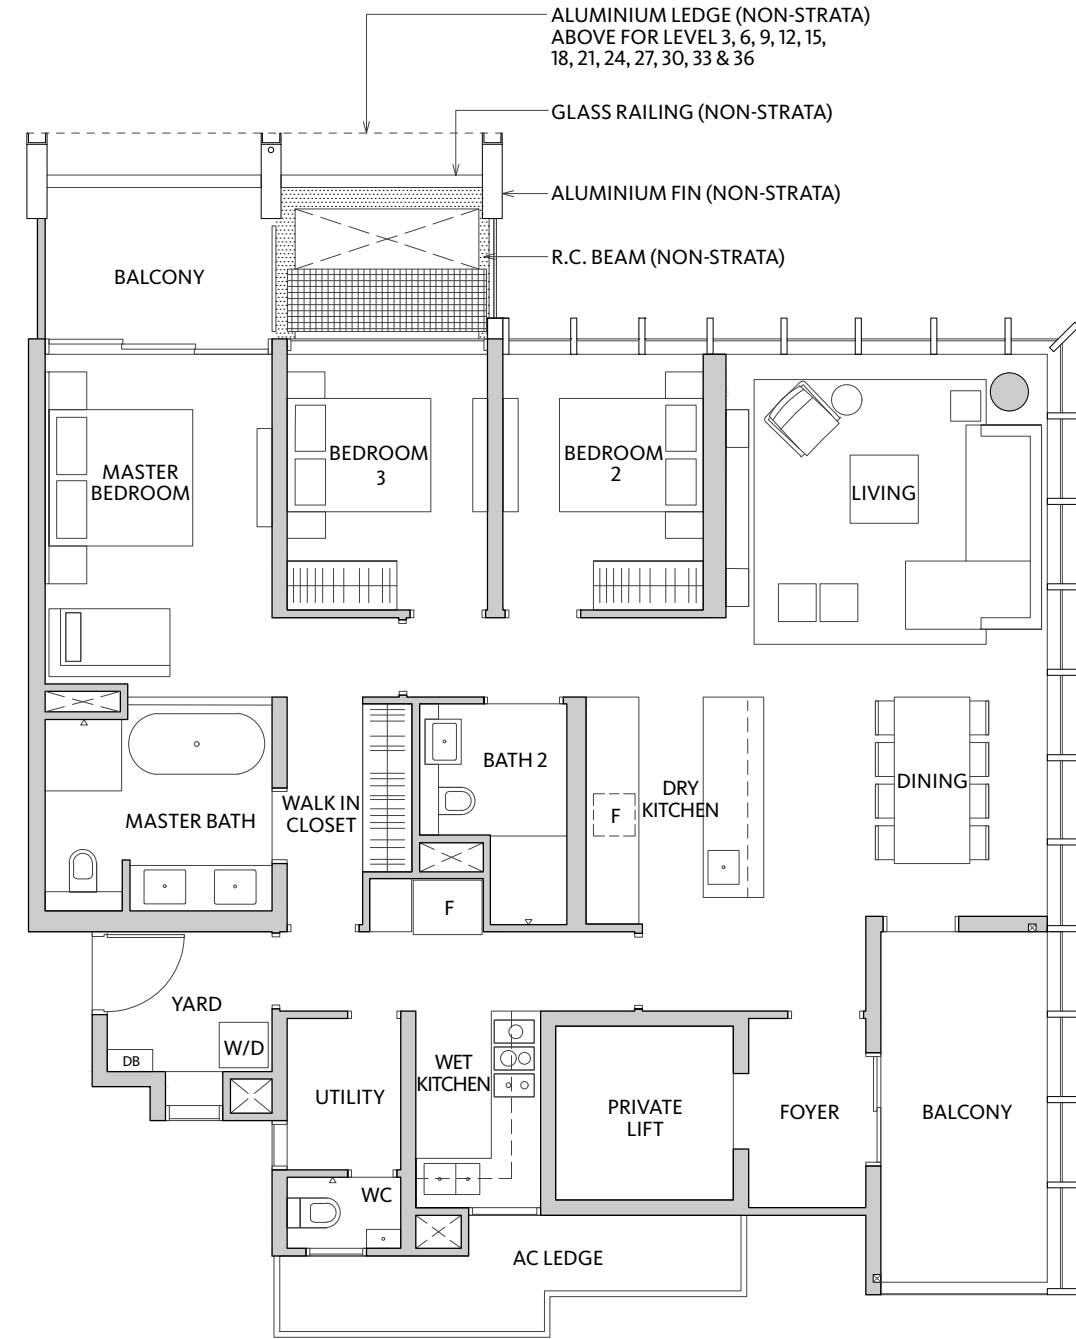 ALUMINIUM LEDGE (NON-STRATA)
ABOVE FOR LEVEL 3, 6, 9, 12, 15,
18, 21, 24, 27, 30, 33 & 36
GLASS RAILING (NON-STRATA)
ALUMINIUM FIN (NON-STRATA)
R.C. BEAM (NON-STRATA)
BALCONY
MASTER
BEDROOM
BEDROOM
3
BEDROOM
2
LIVING
MASTER BATH
WALK IN
CLOSET
BATH 2
F
DRY
KITCHEN
DINING
F
YARD
DB
W/D
UTILITY
WET
KITCHEN
PRIVATE
LIFT
FOYER
BALCONY
WC
AC LEDGE